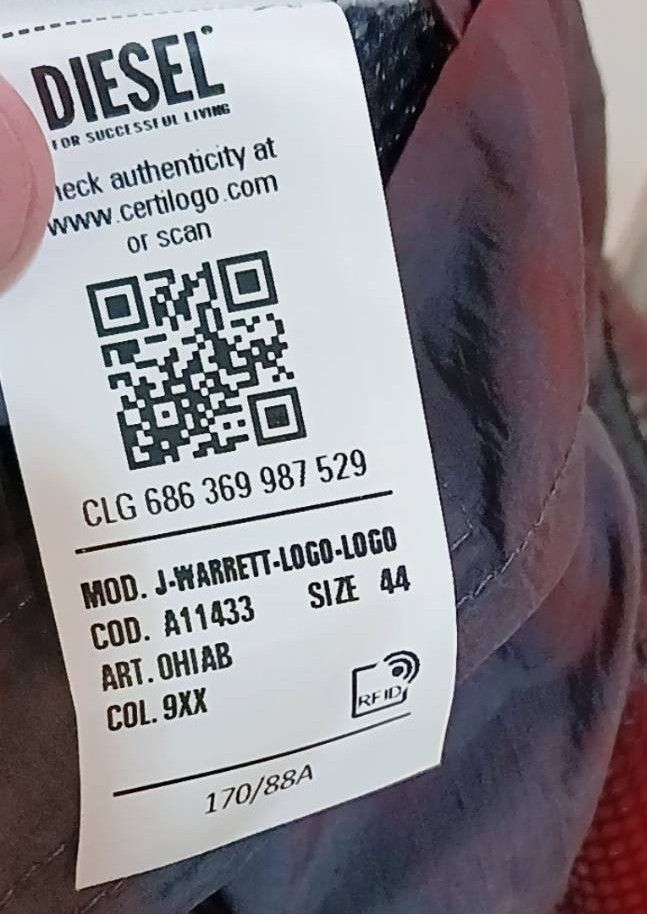 DIESEL
FOR SUCCESSFUL LIVING
heck authenticity at
www.certilogo.com
or scan
CLG 686 369 987 529
MOD. J-WARRETT-LOGO-LOGO
COD. A11433 SIZE 44
ART. 0HIAB
COL. 9XX
RFID
170/88A